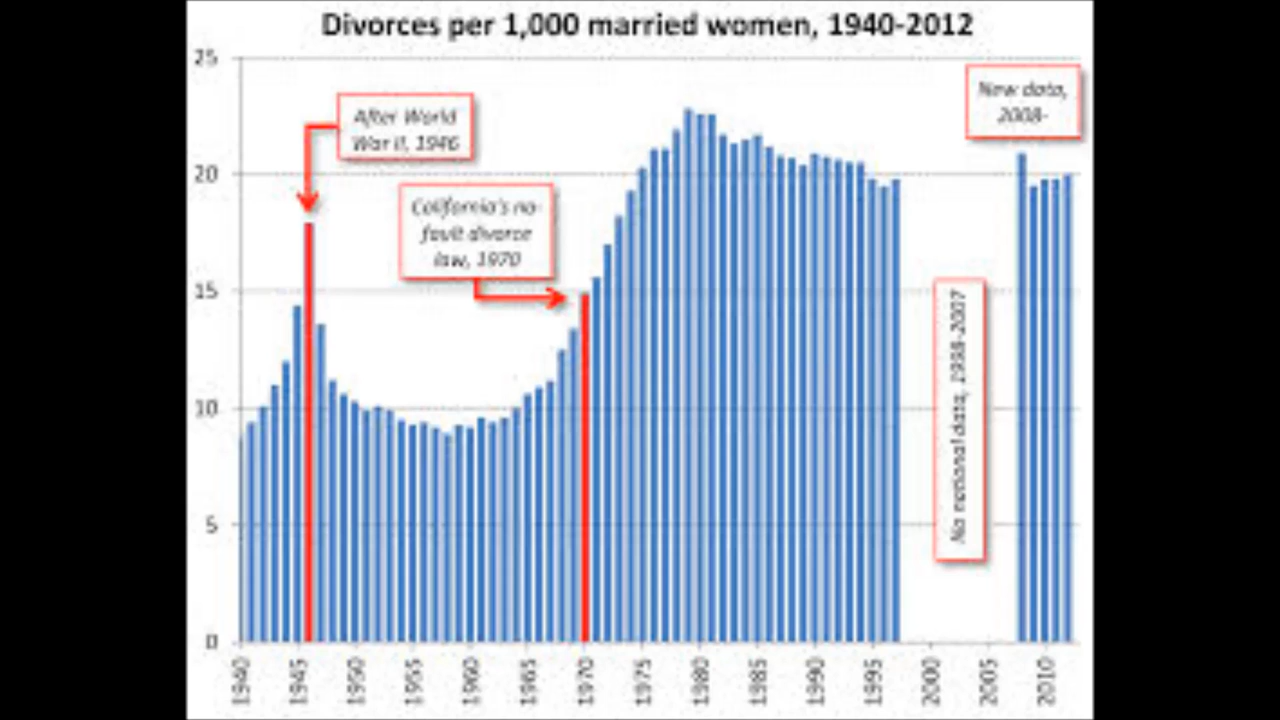 Divorces per 1,000 married women, 1940-2012
25
20
15
10
5
0
After World
War II, 1946
California's no-
fault divorce
law, 1970
New data,
2008-
No national data, 1998-2007
1940
1945
1950
1955
1960
1965
1970
1975
1980
1985
1990
1995
2000
2005
2010